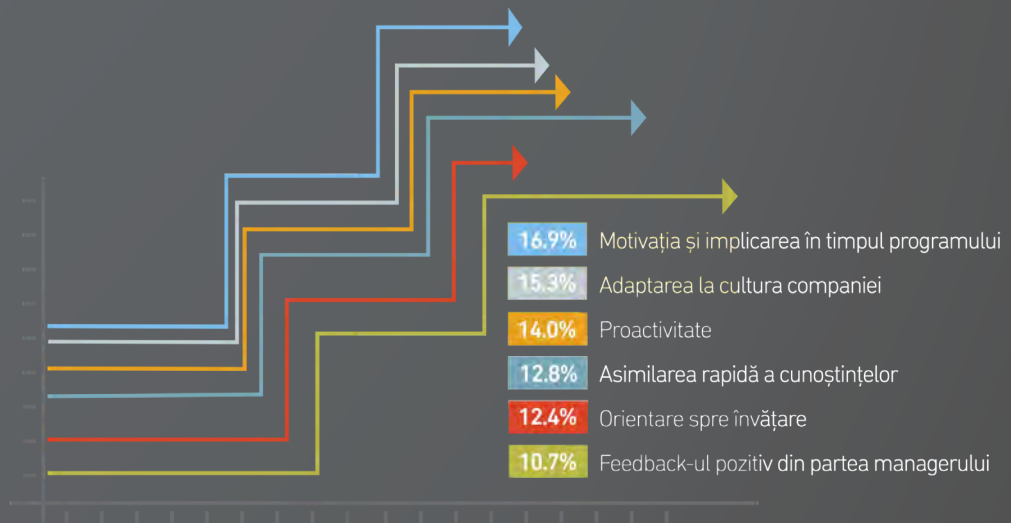 16.9% Motivația și implicarea în timpul programului
15.3% Adaptarea la cultura companiei
14.0% Proactivitate
12.8% Asimilarea rapidă a cunoștințelor
12.4% Orientare spre învățare
10.7% Feedback-ul pozitiv din partea managerului